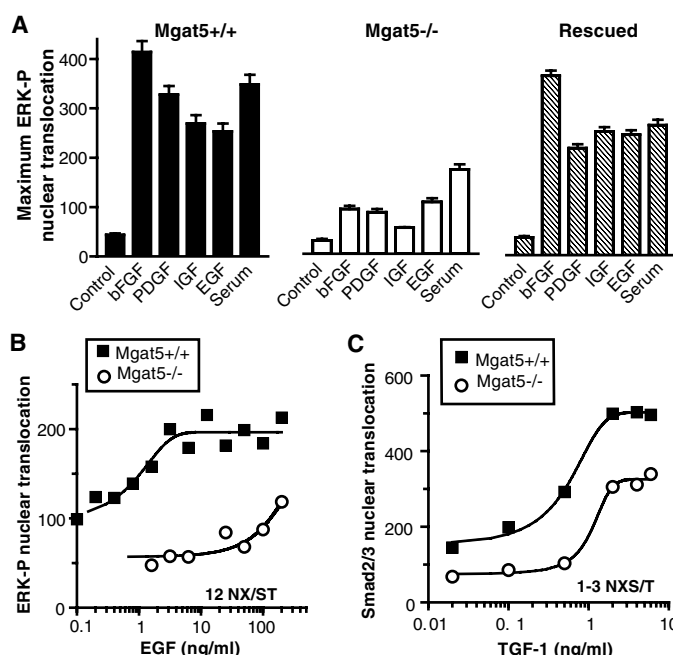 A
Mgat5+/+
Mgat5-/-
Rescued
Maximum ERK-P
nuclear translocation
400
300
200
100
0
Control
bFGF
PDGF
IGF
EGF
Serum
Control
bFGF
PDGF
IGF
EGF
Serum
Control
bFGF
PDGF
IGF
EGF
Serum
B
Mgat5+/+
Mgat5-/-
ERK-P nuclear translocation
200
100
50
0
12 NX/ST
0.1
1
10
100
EGF (ng/ml)
C
Mgat5+/+
Mgat5-/-
Smad2/3 nuclear translocation
600
400
200
0
1-3 NXS/T
0.01
0.1
1
10
TGF-1 (ng/ml)